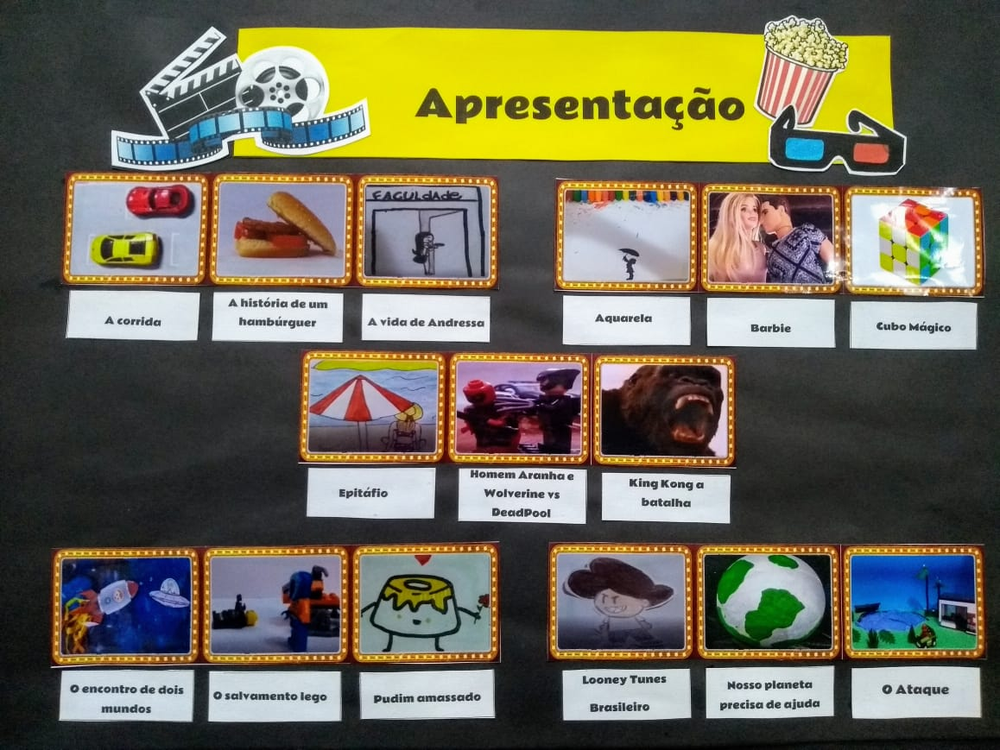 Apresentação
FACULDADE
A corrida
A história de um
hambúrguer
A vida de Andressa
Aquarela
Barbie
Cubo Mágico
Epitáfio
Homem Aranha e
Wolverine vs
DeadPool
King Kong a
batalha
O encontro de dois
mundos
O salvamento lego
Pudim amassado
Looney Tunes
Brasileiro
Nosso planeta
precisa de ajuda
O Ataque